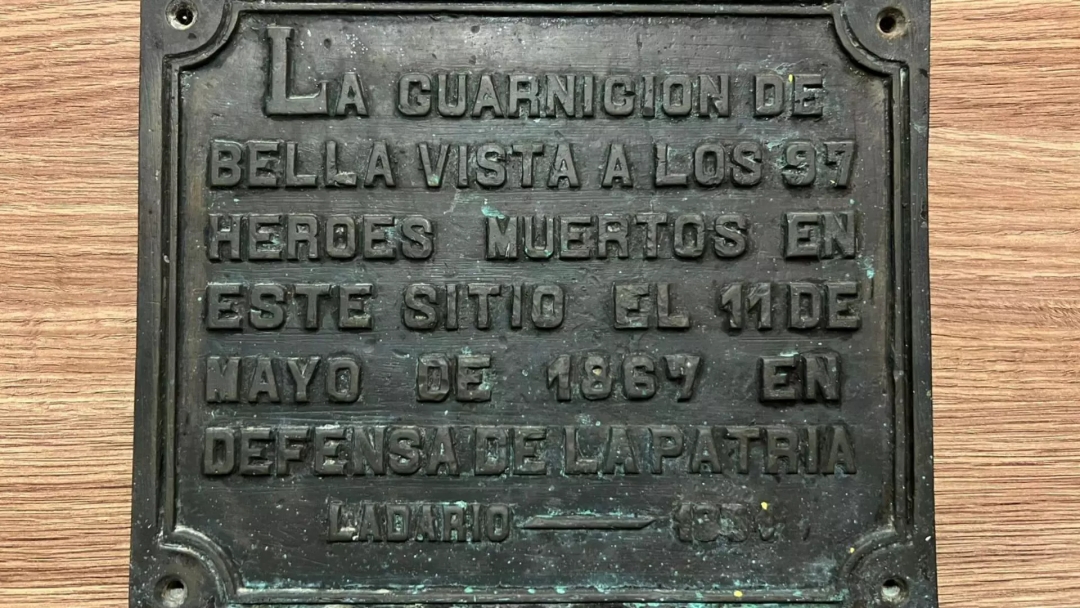 LA GUARNICION DE
BELLA VISTA A LOS 97
HEROES MUERTOS EN
ESTE SITIO EL 11 DE
MAYO DE 1867 EN
DEFENSA DE LA PATRIA
LADARIO